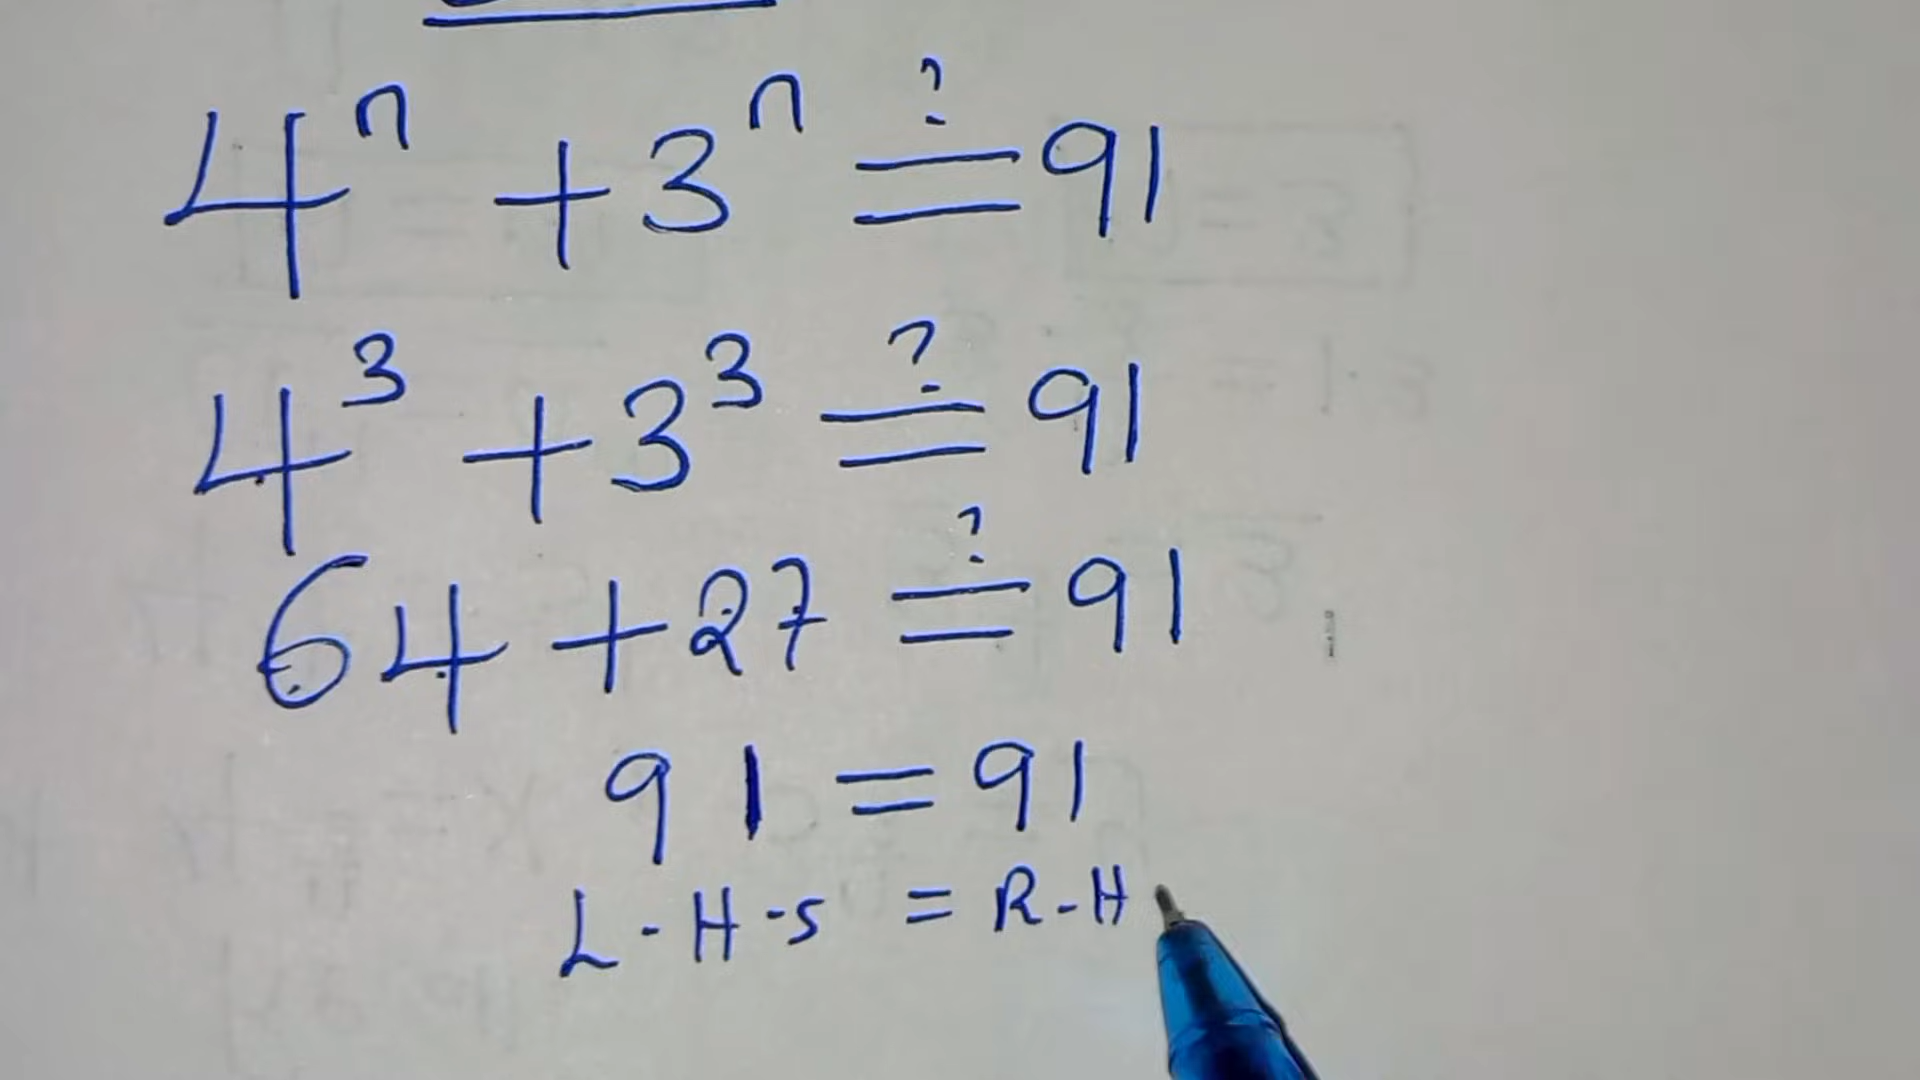 4ⁿ + 3ⁿ ≟ 91
4³ + 3³ ≟ 91
64 + 27 ≟ 91
91 = 91
L-H-S = R-H